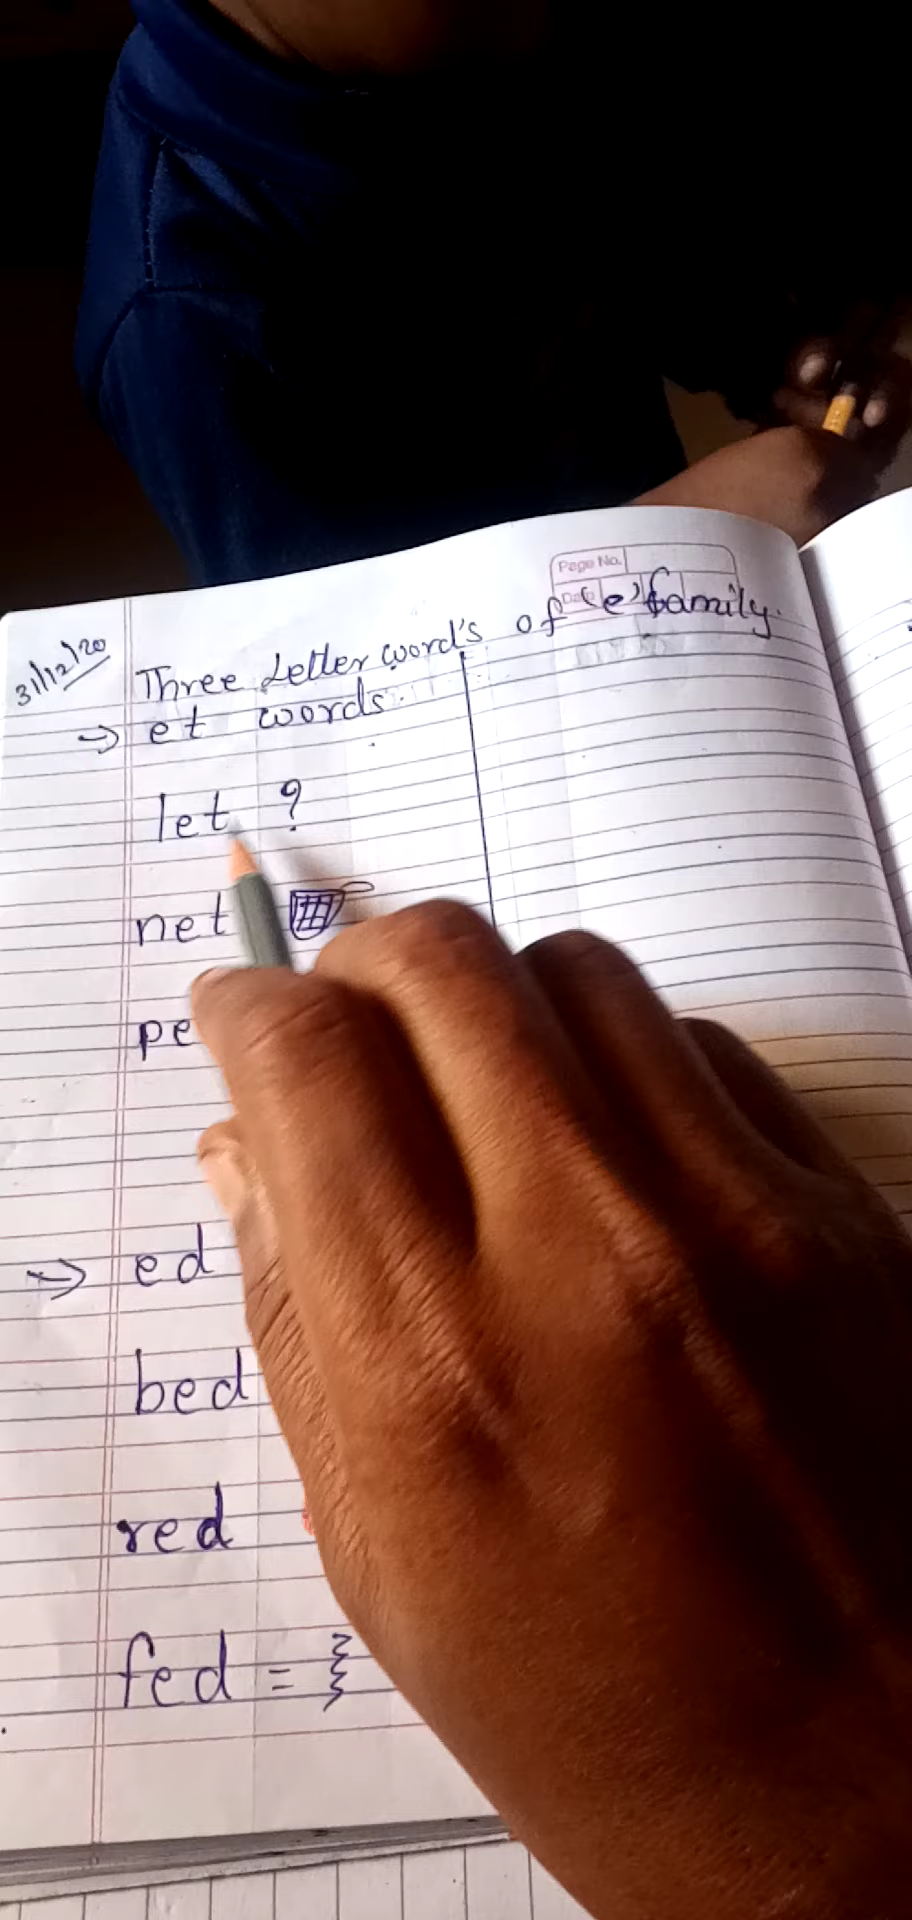 Page No.
Date
31/12/20
Three Letter word's of 'e' family.
→ et words.
let ?
net
pe
→ ed
bed
red
fed =